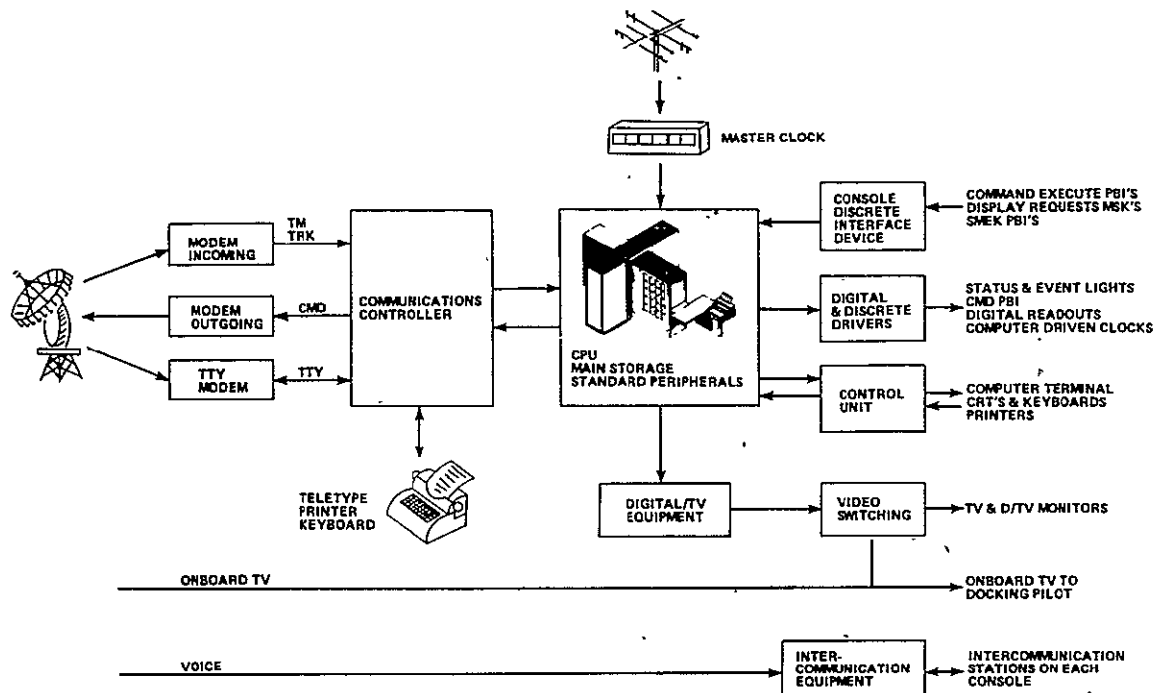 MASTER CLOCK
CONSOLE
DISCRETE
INTERFACE
DEVICE
COMMAND EXECUTE PBI'S
DISPLAY REQUESTS MSK'S
SMEK PBI'S
MODEM
INCOMING
TM
TRK
COMMUNICATIONS
CONTROLLER
MODEM
OUTGOING
CMD
TTY
MODEM
TTY
CPU
MAIN STORAGE
STANDARD PERIPHERALS
DIGITAL
& DISCRETE
DRIVERS
STATUS & EVENT LIGHTS
CMD PBI
DIGITAL READOUTS
COMPUTER DRIVEN CLOCKS
CONTROL
UNIT
COMPUTER TERMINAL
CRT'S & KEYBOARDS
PRINTERS
TELETYPE
PRINTER
KEYBOARD
DIGITAL/TV
EQUIPMENT
VIDEO
SWITCHING
TV & D/TV MONITORS
ONBOARD TV
ONBOARD TV TO
DOCKING PILOT
VOICE
INTER-
COMMUNICATION
EQUIPMENT
INTERCOMMUNICATION
STATIONS ON EACH
CONSOLE